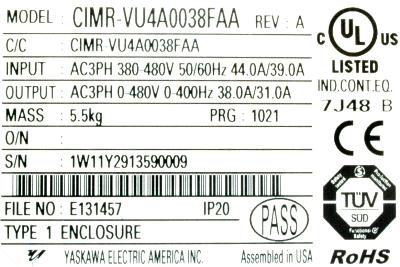 MODEL : CIMR-VU4A0038FAA REV : A
C/C : CIMR-VU4A0038FAA
INPUT : AC3PH 380-480V 50/60Hz 44.0A/39.0A
OUTPUT : AC3PH 0-480V 0-400Hz 38.0A/31.0A
MASS : 5.5kg PRG : 1021
O/N :
S/N : 1W11Y2913590009
FILE NO : E131457 IP20
TYPE 1 ENCLOSURE
PASS
YASKAWA ELECTRIC AMERICA INC. Assembled in USA
C UL US
®
LISTED
IND.CONT.EQ.
7J48 B
CE
TÜV
SÜD
Functional
Safety
RoHS